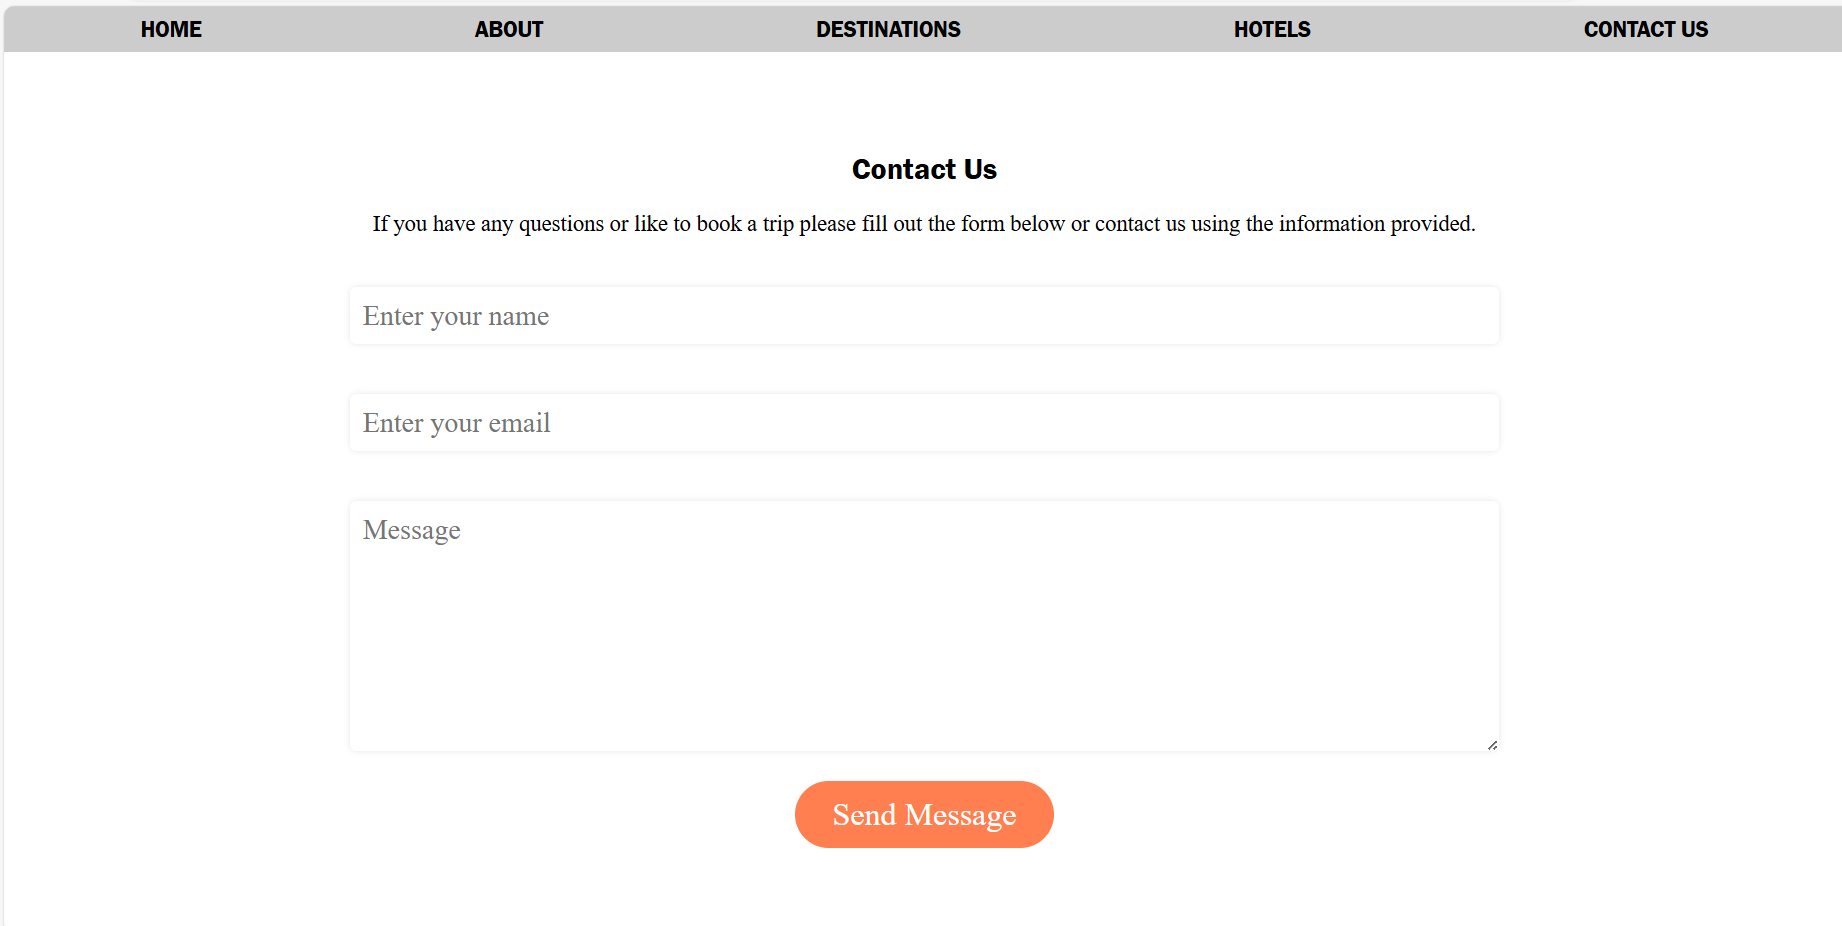 HOME ABOUT DESTINATIONS HOTELS CONTACT US
Contact Us
If you have any questions or like to book a trip please fill out the form below or contact us using the information provided.
Enter your name
Enter your email
Message
Send Message